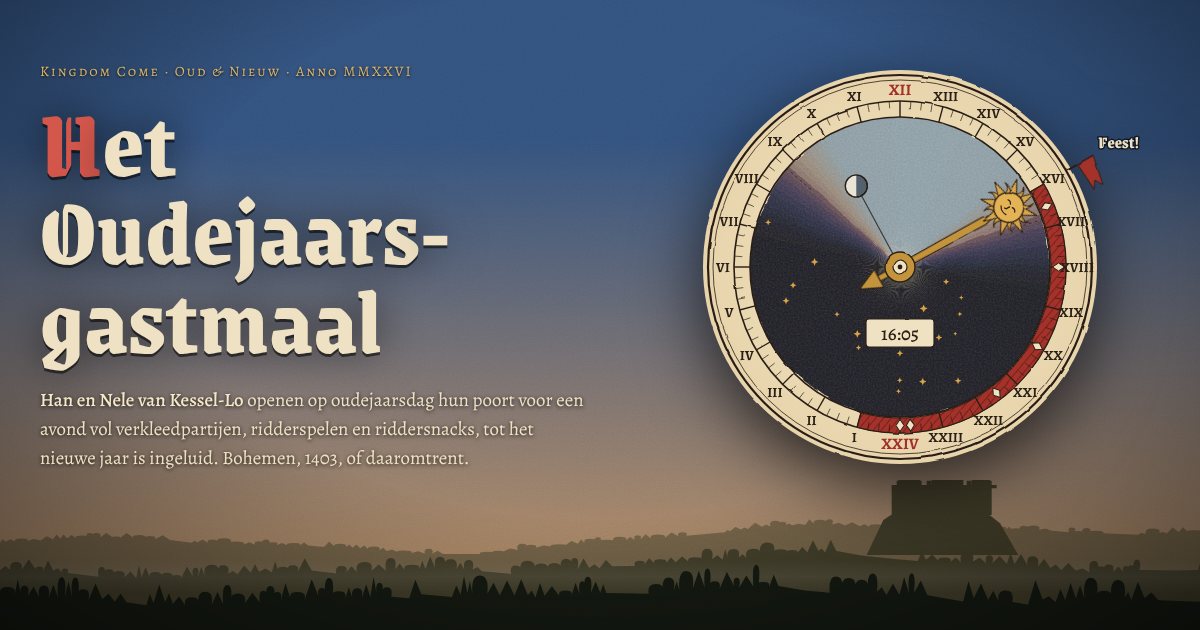 Kingdom Come · Oud & Nieuw · Anno MMXXVI
Het
Oudejaars-
gastmaal
Han en Nele van Kessel-Lo openen op oudejaarsdag hun poort voor een
avond vol verkleedpartijen, ridderspelen en riddersnacks, tot het
nieuwe jaar is ingeluid. Bohemen, 1403, of daaromtrent.
Feest!
XII
XIII
XIV
XV
XVI
XVII
XVIII
XIX
XX
XXI
XXII
XXIII
XXIV
I
II
III
IV
V
VI
VII
VIII
IX
X
XI
16:05